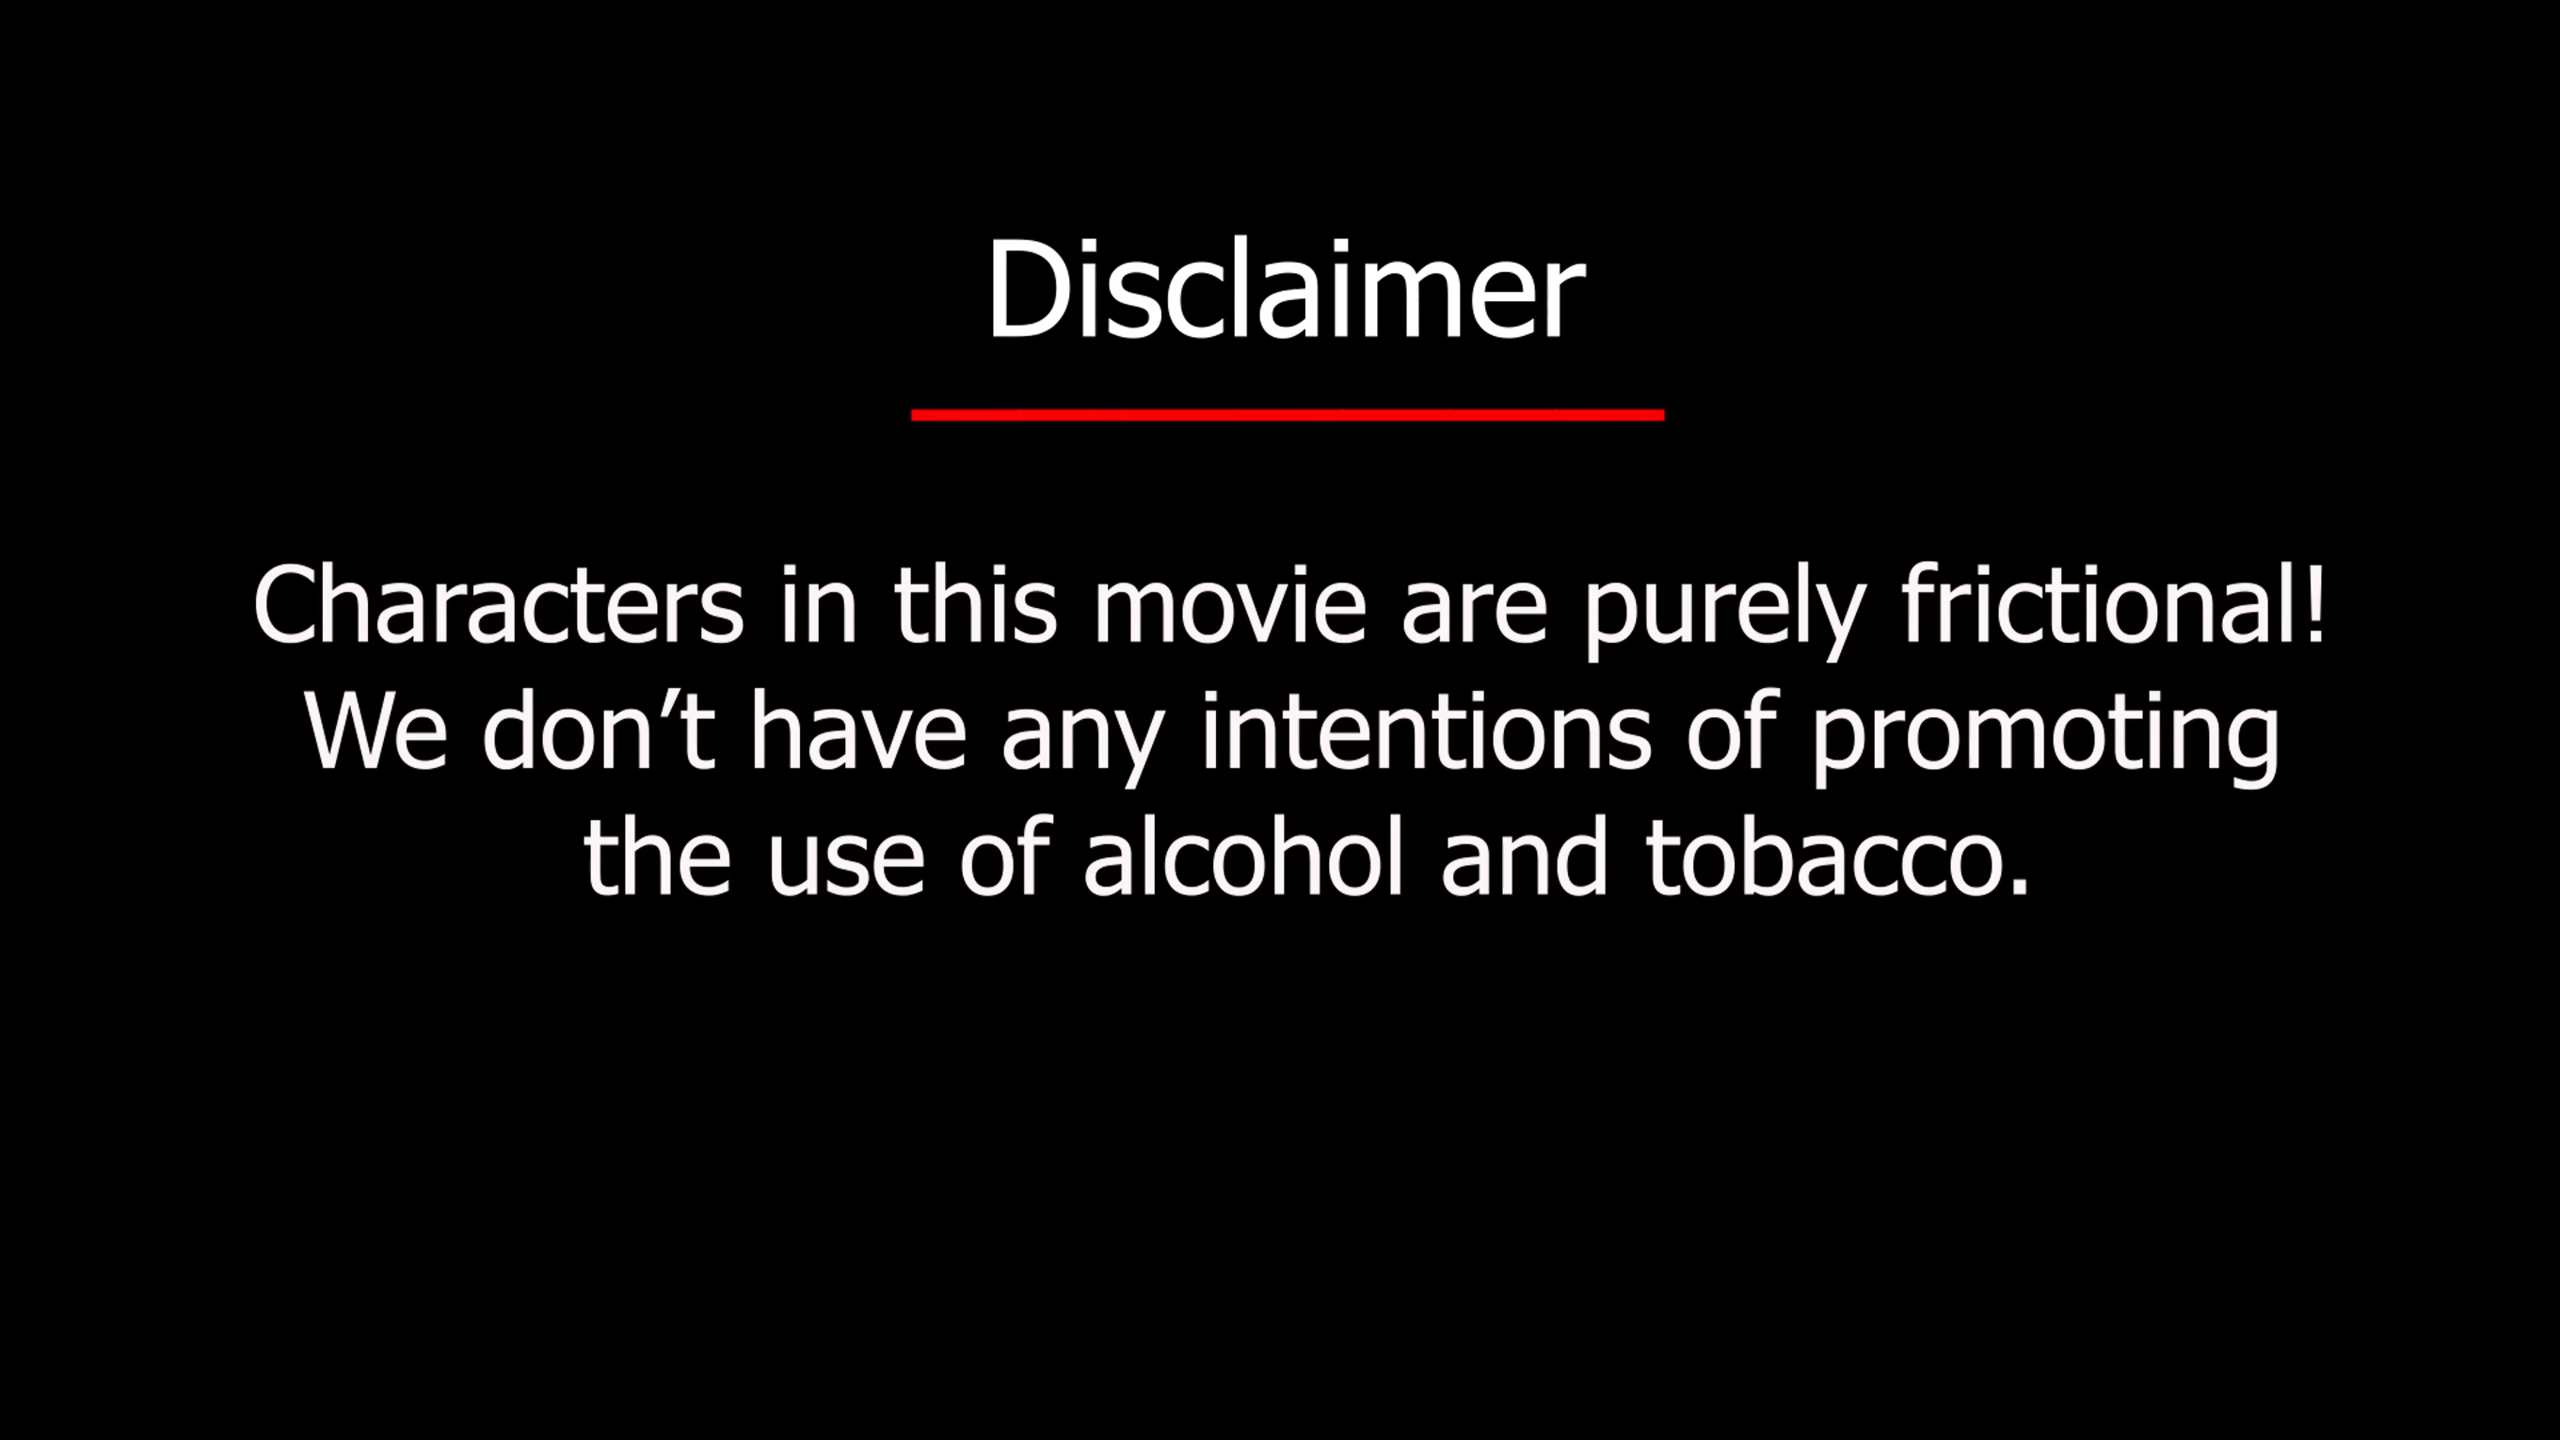 Disclaimer
Characters in this movie are purely frictional!
We don’t have any intentions of promoting
the use of alcohol and tobacco.